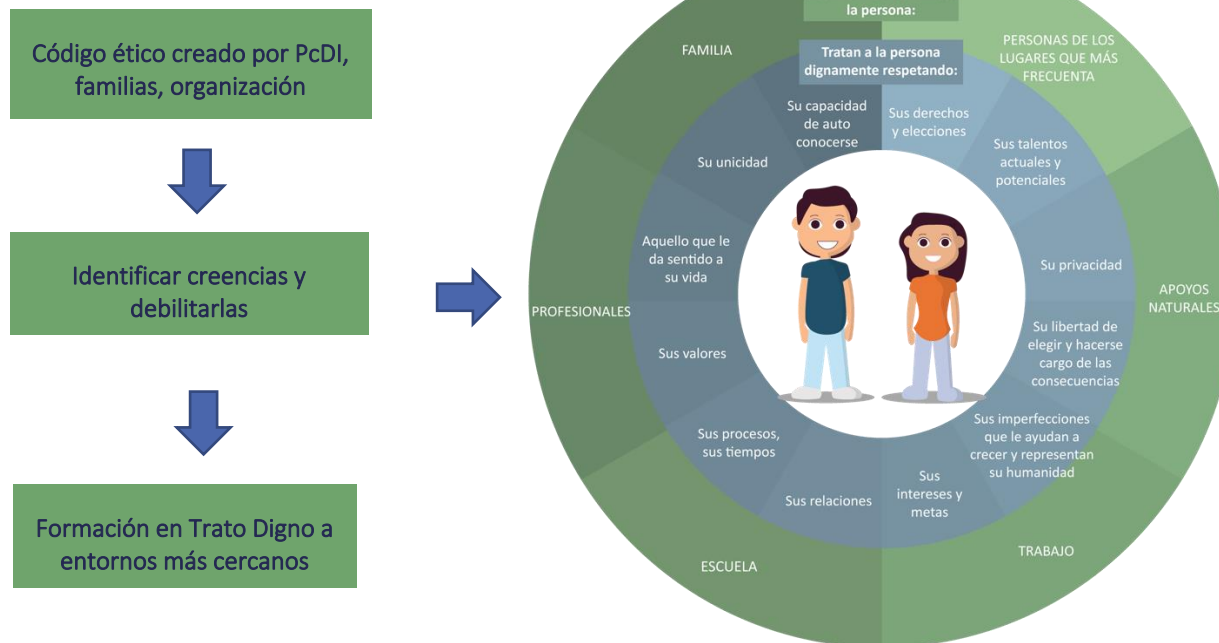 Código ético creado por PcDI,
familias, organización
Identificar creencias y
debilitarlas
Formación en Trato Digno a
entornos más cercanos
la persona:
FAMILIA
PERSONAS DE LOS
LUGARES QUE MÁS
FRECUENTA
APOYOS
NATURALES
TRABAJO
ESCUELA
PROFESIONALES
Tratan a la persona
dignamente respetando:
Su capacidad
de auto
conocerse
Sus derechos
y elecciones
Sus talentos
actuales y
potenciales
Su privacidad
Su libertad de
elegir y hacerse
cargo de las
consecuencias
Sus imperfecciones
que le ayudan a
crecer y representan
su humanidad
Sus
intereses y
metas
Sus relaciones
Sus procesos,
sus tiempos
Sus valores
Aquello que le
da sentido a
su vida
Su unicidad